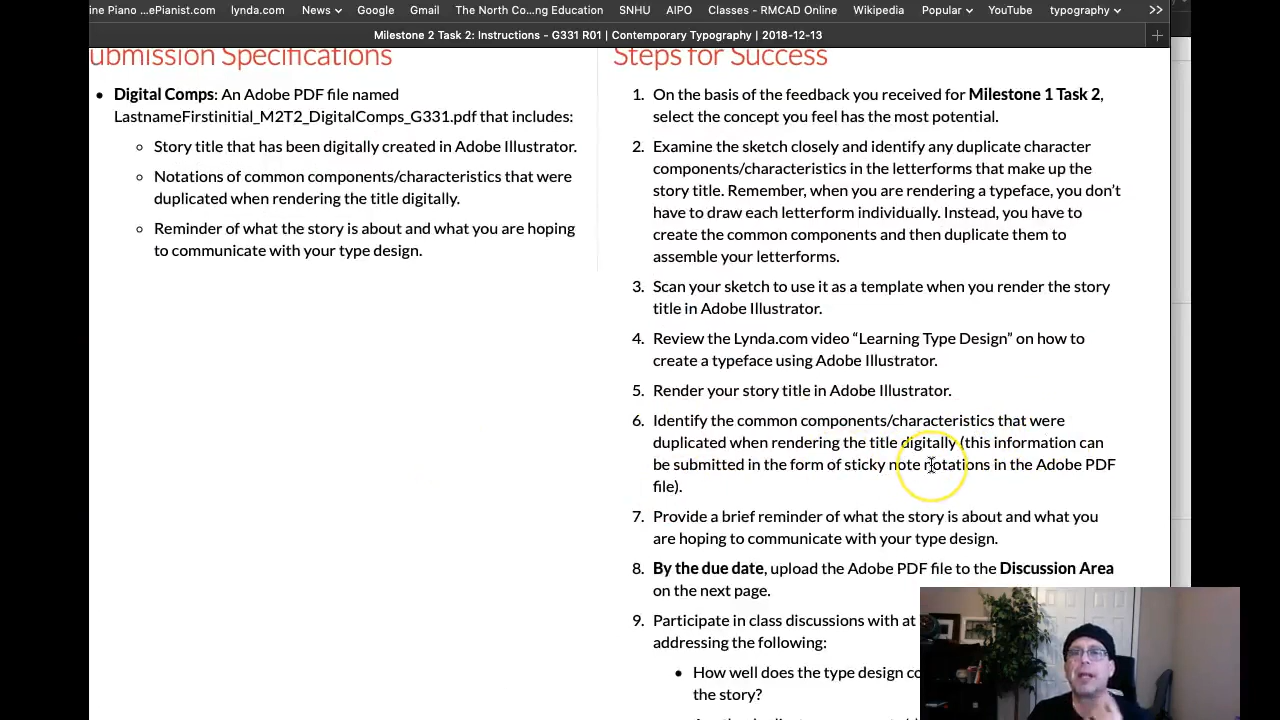 ine Piano ...ePianist.com lynda.com News Google Gmail The North Co...ng Education SNHU AIPO Classes - RMCAD Online Wikipedia Popular YouTube typography >>
Milestone 2 Task 2: Instructions - G331 R01 | Contemporary Typography | 2018-12-13 +
ubmission Specifications
• Digital Comps: An Adobe PDF file named
LastnameFirstinitial_M2T2_DigitalComps_G331.pdf that includes:
Story title that has been digitally created in Adobe Illustrator.
Notations of common components/characteristics that were
duplicated when rendering the title digitally.
Reminder of what the story is about and what you are hoping
to communicate with your type design.
Steps for Success
1. On the basis of the feedback you received for Milestone 1 Task 2,
select the concept you feel has the most potential.
2. Examine the sketch closely and identify any duplicate character
components/characteristics in the letterforms that make up the
story title. Remember, when you are rendering a typeface, you don't
have to draw each letterform individually. Instead, you have to
create the common components and then duplicate them to
assemble your letterforms.
3. Scan your sketch to use it as a template when you render the story
title in Adobe Illustrator.
4. Review the Lynda.com video “Learning Type Design” on how to
create a typeface using Adobe Illustrator.
5. Render your story title in Adobe Illustrator.
6. Identify the common components/characteristics that were
duplicated when rendering the title digitally (this information can
be submitted in the form of sticky note notations in the Adobe PDF
file).
7. Provide a brief reminder of what the story is about and what you
are hoping to communicate with your type design.
8. By the due date, upload the Adobe PDF file to the Discussion Area
on the next page.
9. Participate in class discussions with at
addressing the following:
• How well does the type design co
the story?